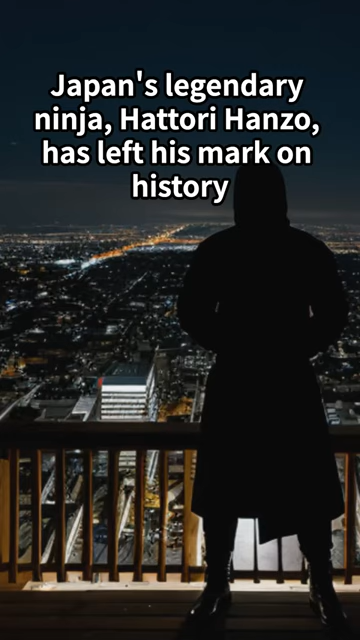 Japan's legendary
ninja, Hattori Hanzo,
has left his mark on
history